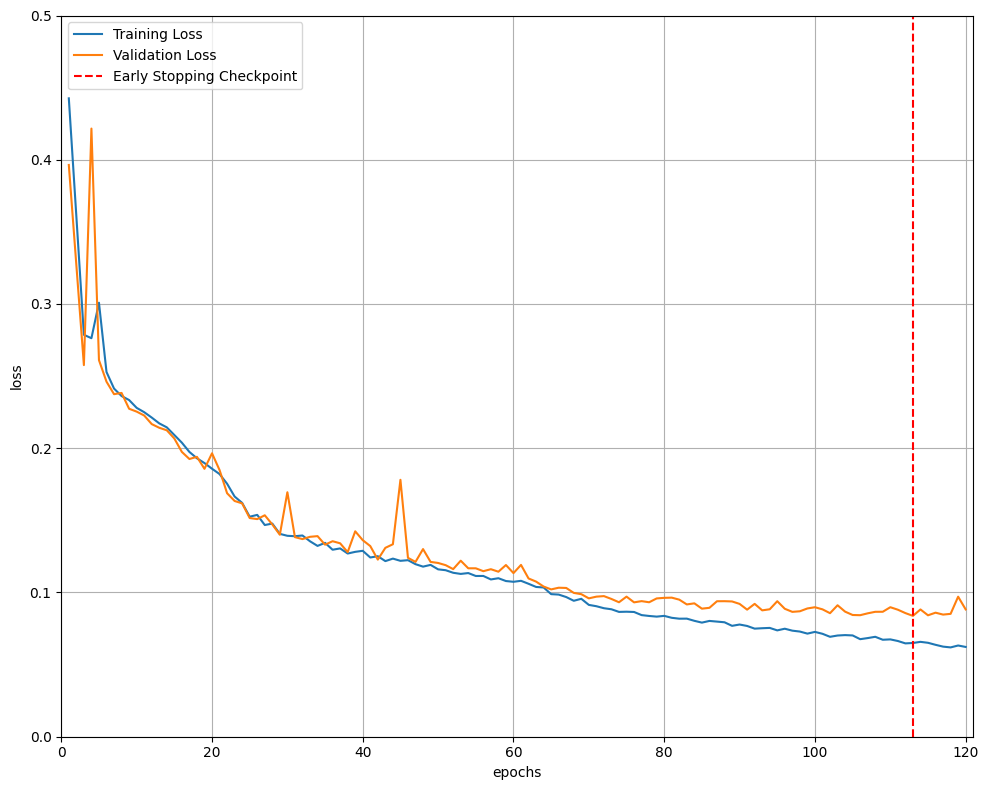 0.5
0.4
0.3
0.2
0.1
0.0
loss
Training Loss
Validation Loss
Early Stopping Checkpoint
0 20 40 60 80 100 120
epochs